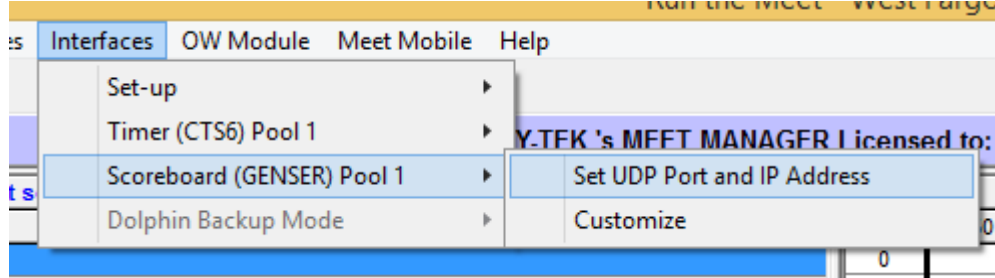 Run the Meet - West Fargo
es Interfaces OW Module Meet Mobile Help
Set-up
Timer (CTS6) Pool 1
Y-TEK 's MEET MANAGER Licensed to:
Scoreboard (GENSER) Pool 1
Set UDP Port and IP Address
t s
Dolphin Backup Mode
Customize
0
0